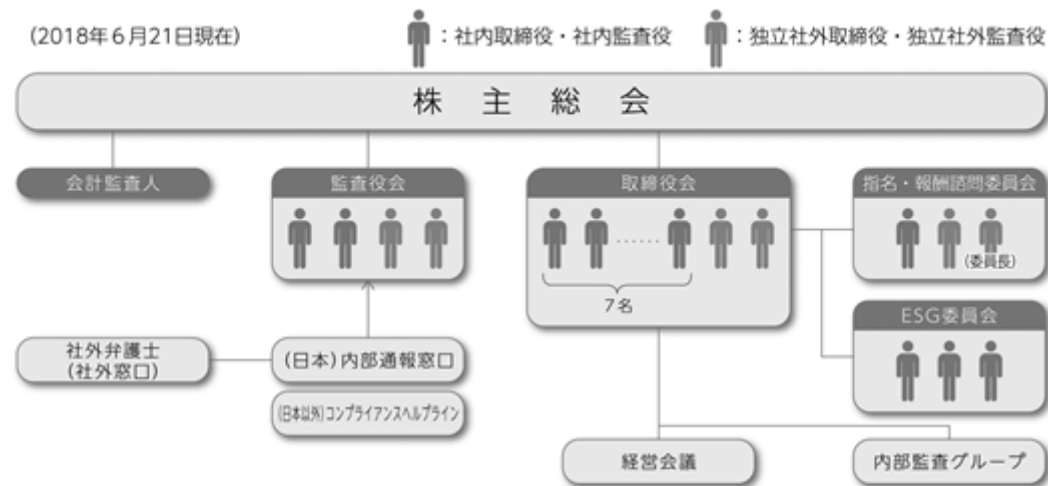 (2018年6月21日現在)
：社内取締役・社内監査役
：独立社外取締役・独立社外監査役
株主総会
会計監査人
監査役会
取締役会
指名・報酬諮問委員会
……
(委員長)
7名
ESG委員会
社外弁護士
(社外窓口)
(日本)内部通報窓口
(日本以外)コンプライアンスヘルプライン
経営会議
内部監査グループ